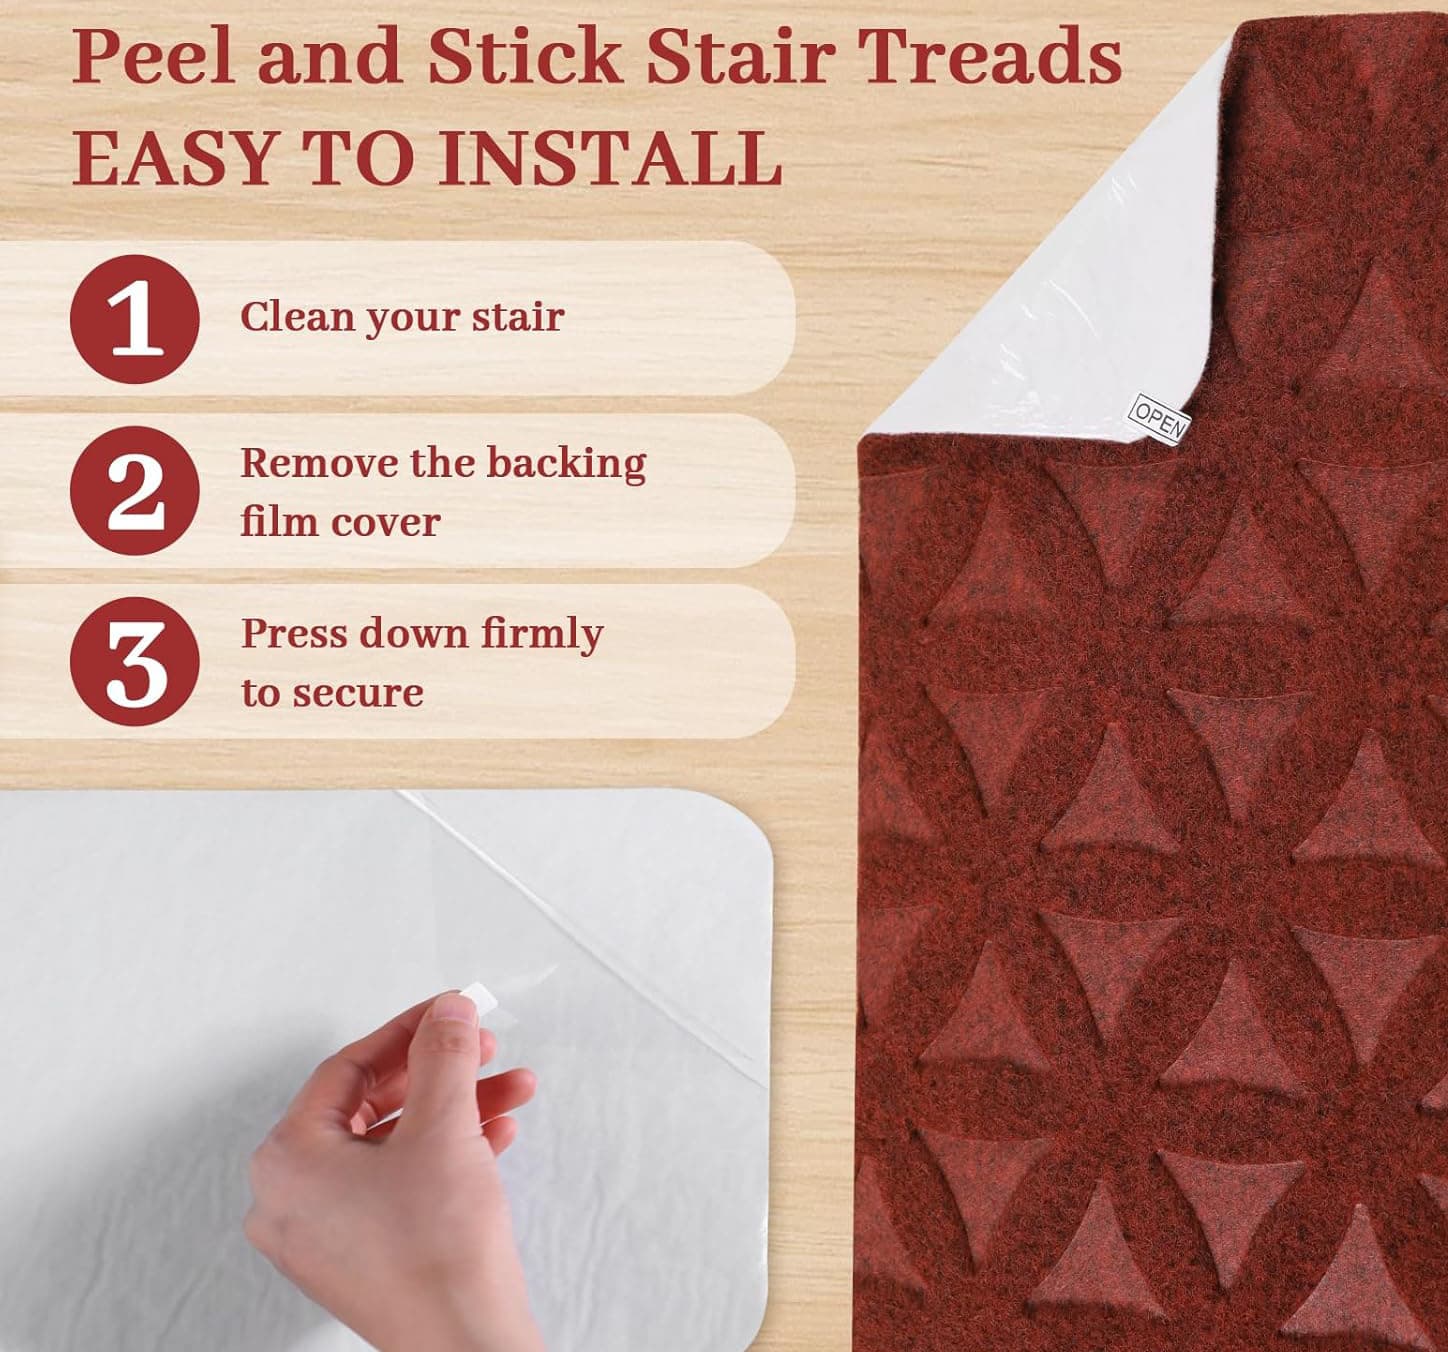 Peel and Stick Stair Treads
EASY TO INSTALL
1
Clean your stair
2
Remove the backing
film cover
3
Press down firmly
to secure
OPEN